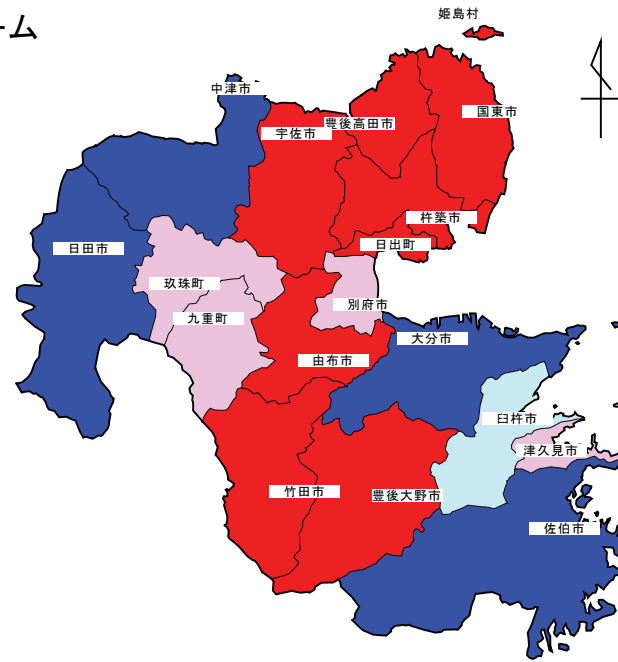 ーム
姫島村
中津市
国東市
豊後高田市
宇佐市
杵築市
日出町
日田市
玖珠町
別府市
九重町
大分市
由布市
臼杵市
津久見市
竹田市
豊後大野市
佐伯市